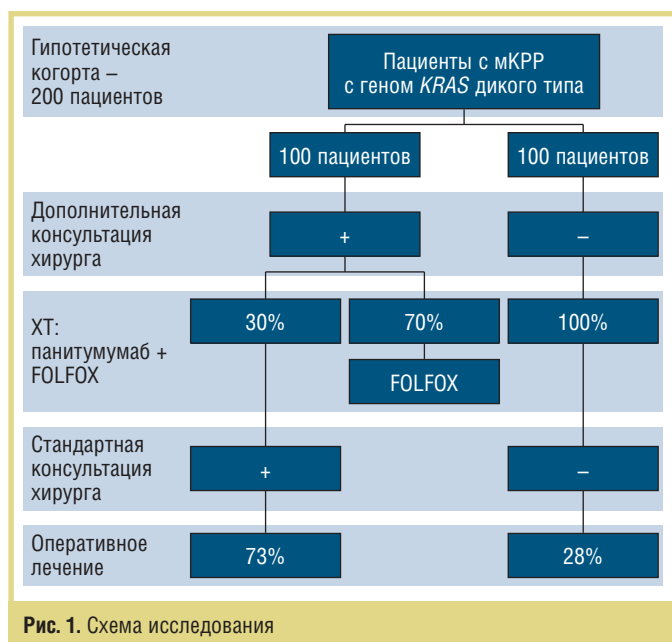 Гипотетическая
когорта –
200 пациентов
Пациенты с мКРР
с геном KRAS дикого типа
100 пациентов
100 пациентов
Дополнительная
консультация
хирурга
+
–
ХТ:
панитумумаб +
FOLFOX
30%
70%
100%
FOLFOX
Стандартная
консультация
хирурга
+
–
Оперативное
лечение
73%
28%
Рис. 1. Схема исследования